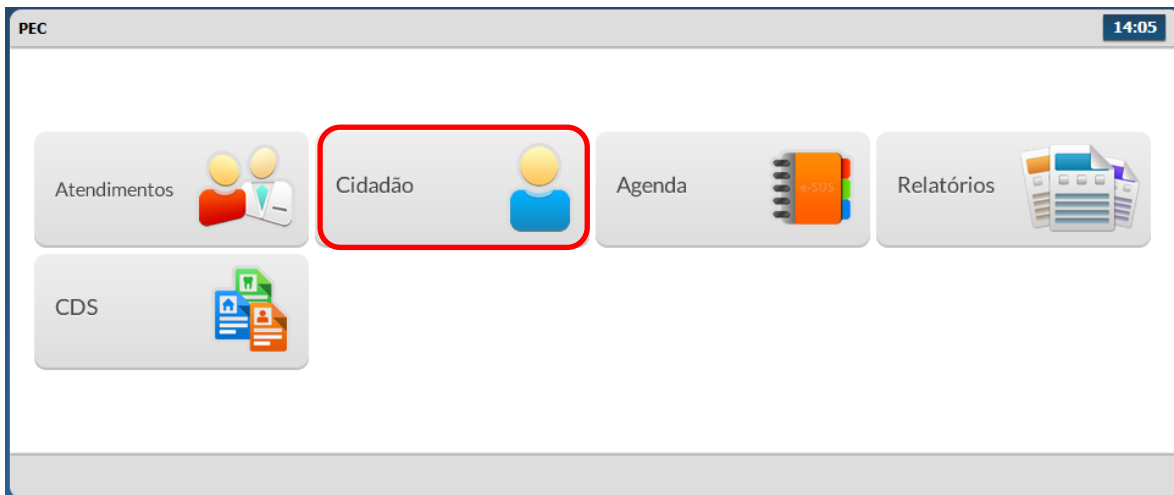 PEC
14:05
Atendimentos
Cidadão
Agenda
e-SUS
Relatórios
CDS